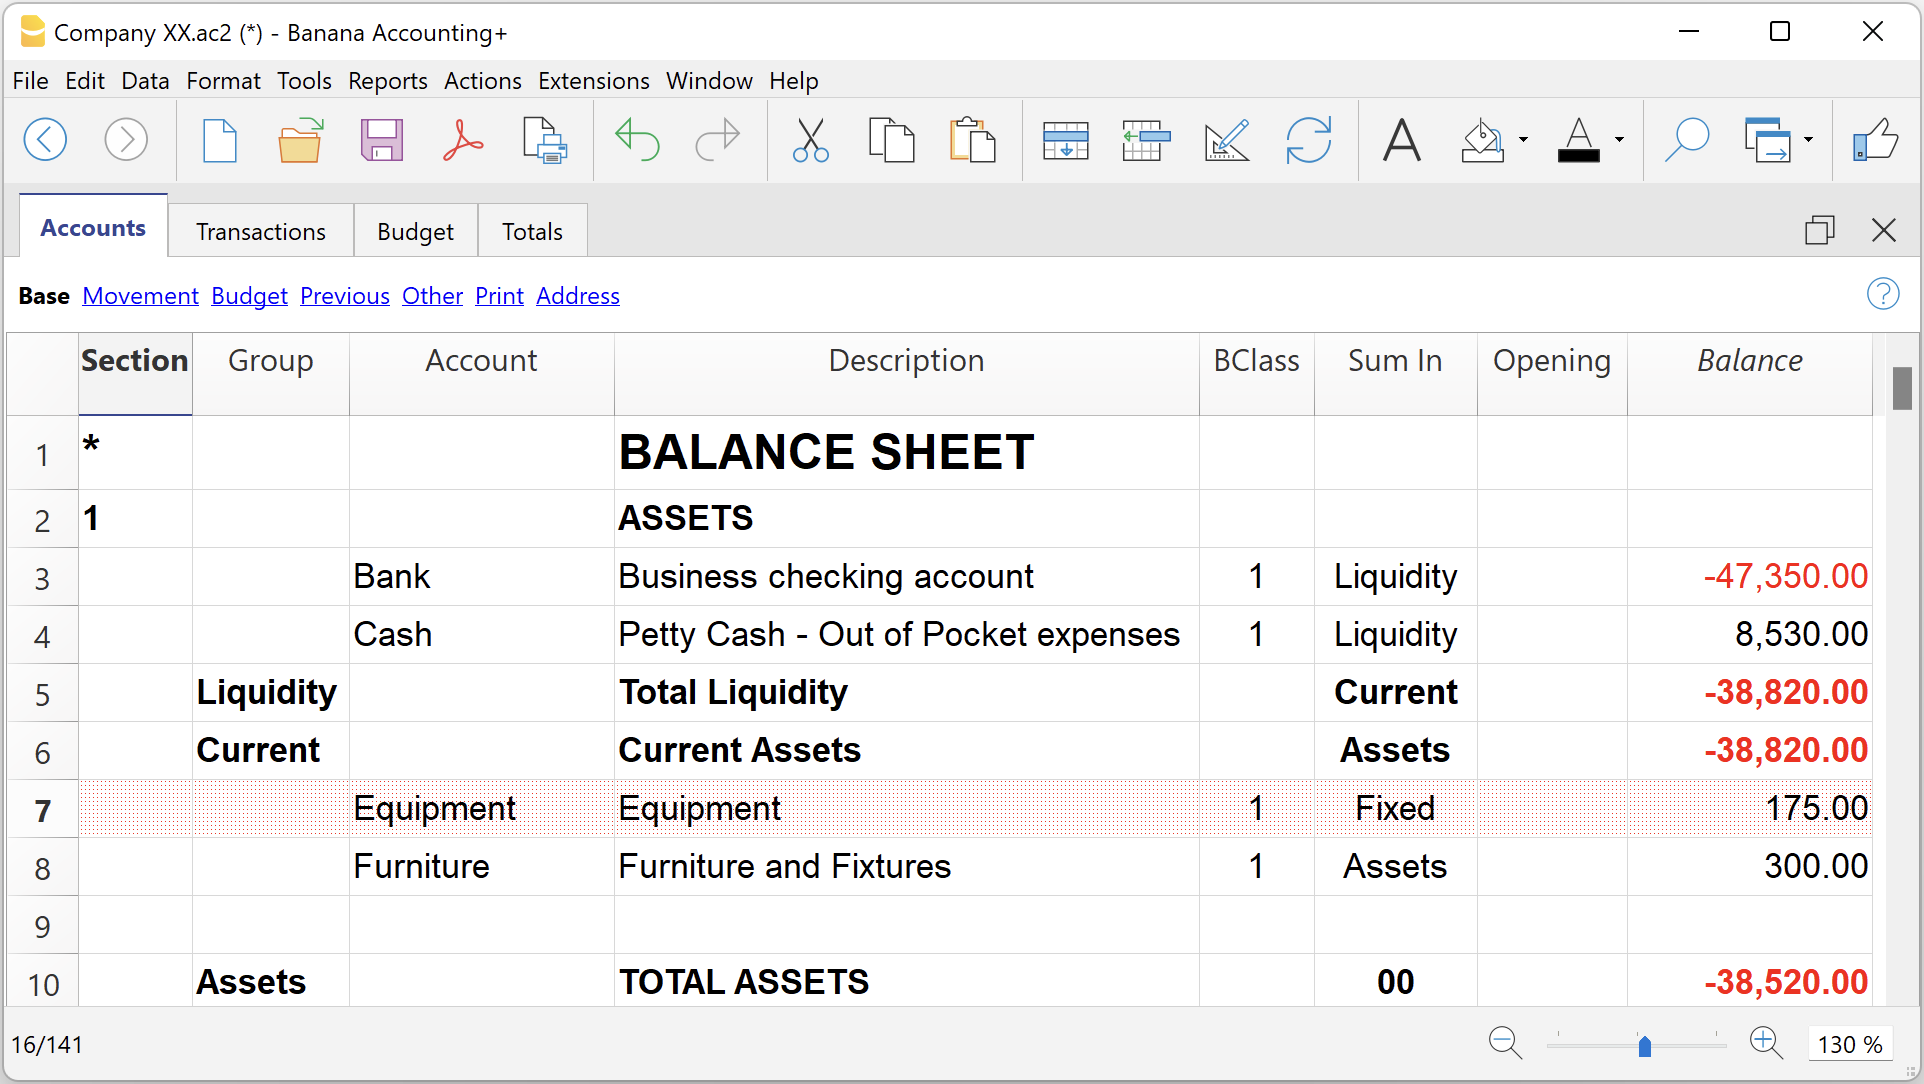 Company XX.ac2 (*) - Banana Accounting+
File Edit Data Format Tools Reports Actions Extensions Window Help
Accounts Transactions Budget Totals
Base Movement Budget Previous Other Print Address
Section Group Account Description BClass Sum In Opening Balance
1 * BALANCE SHEET
2 1 ASSETS
3 Bank Business checking account 1 Liquidity -47,350.00
4 Cash Petty Cash - Out of Pocket expenses 1 Liquidity 8,530.00
5 Liquidity Total Liquidity Current -38,820.00
6 Current Current Assets Assets -38,820.00
7 Equipment Equipment 1 Fixed 175.00
8 Furniture Furniture and Fixtures 1 Assets 300.00
9
10 Assets TOTAL ASSETS 00 -38,520.00
16/141 130 %